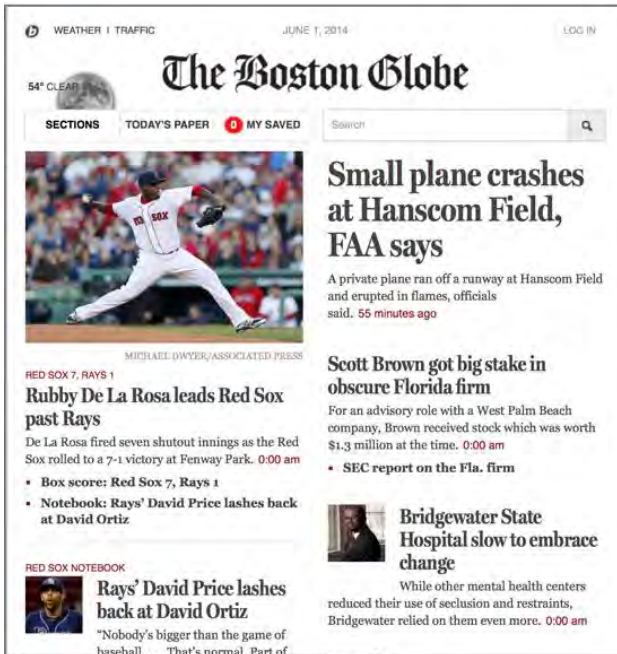 WEATHER | TRAFFIC
JUNE 1, 2014
LOG IN
54° CLEAR
The Boston Globe
SECTIONS
TODAY'S PAPER
0 MY SAVED
Search
RED SOX
MICHAEL DWYER/ASSOCIATED PRESS
RED SOX 7, RAYS 1
Rubby De La Rosa leads Red Sox
past Rays
De La Rosa fired seven shutout innings as the Red
Sox rolled to a 7-1 victory at Fenway Park. 0:00 am
• Box score: Red Sox 7, Rays 1
• Notebook: Rays' David Price lashes back
at David Ortiz
RED SOX NOTEBOOK
Rays' David Price lashes
back at David Ortiz
"Nobody's bigger than the game of
baseball. . . . That's normal. Part of
Small plane crashes
at Hanscom Field,
FAA says
A private plane ran off a runway at Hanscom Field
and erupted in flames, officials
said. 55 minutes ago
Scott Brown got big stake in
obscure Florida firm
For an advisory role with a West Palm Beach
company, Brown received stock which was worth
$1.3 million at the time. 0:00 am
• SEC report on the Fla. firm
Bridgewater State
Hospital slow to embrace
change
While other mental health centers
reduced their use of seclusion and restraints,
Bridgewater relied on them even more. 0:00 am